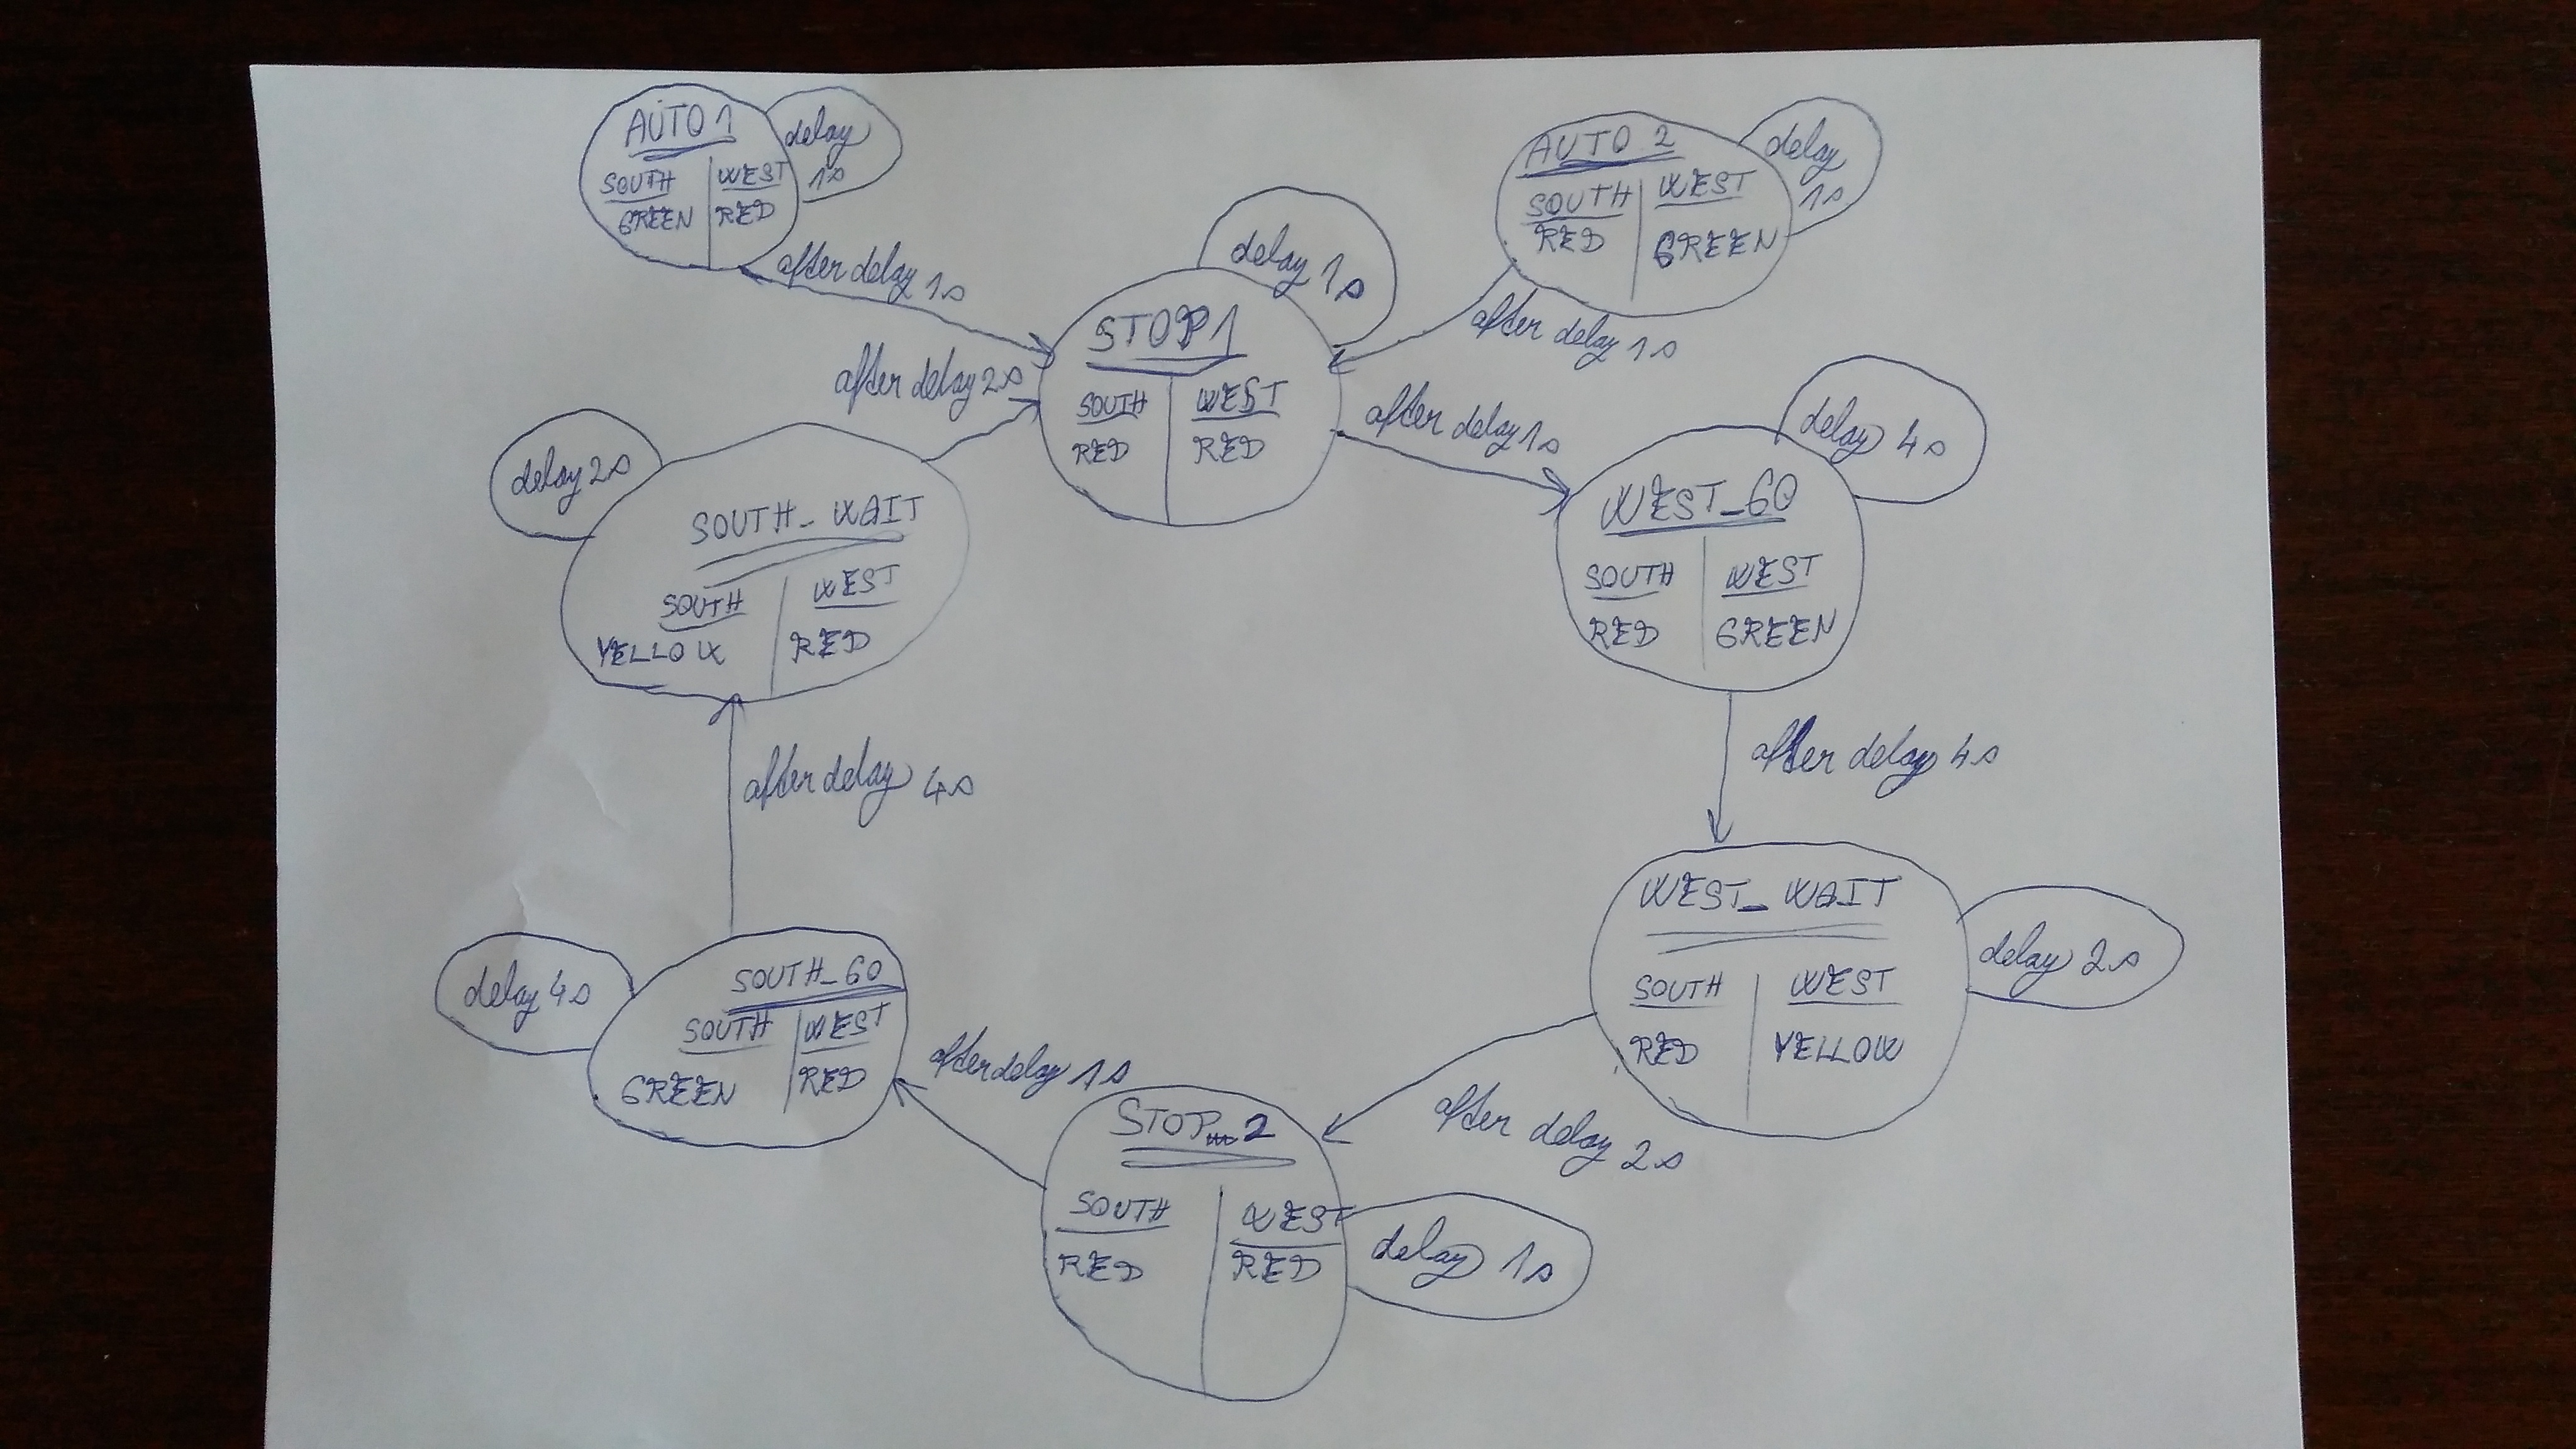 AUTO 1
SOUTH | WEST
GREEN | RED
delay
1s
after delay 1s
AUTO 2
SOUTH | WEST
RED | GREEN
delay
1s
after delay 1s
STOP 1
SOUTH | WEST
RED | RED
delay 1s
after delay 2s
after delay 1s
SOUTH_WAIT
SOUTH | WEST
YELLOW | RED
delay 2s
WEST_GO
SOUTH | WEST
RED | GREEN
delay 4s
after delay 4s
after delay 4s
WEST_WAIT
SOUTH | WEST
RED | YELLOW
delay 2s
SOUTH_GO
SOUTH | WEST
GREEN | RED
delay 4s
after delay 1s
after delay 2s
STOP_2
SOUTH | WEST
RED | RED
delay 1s